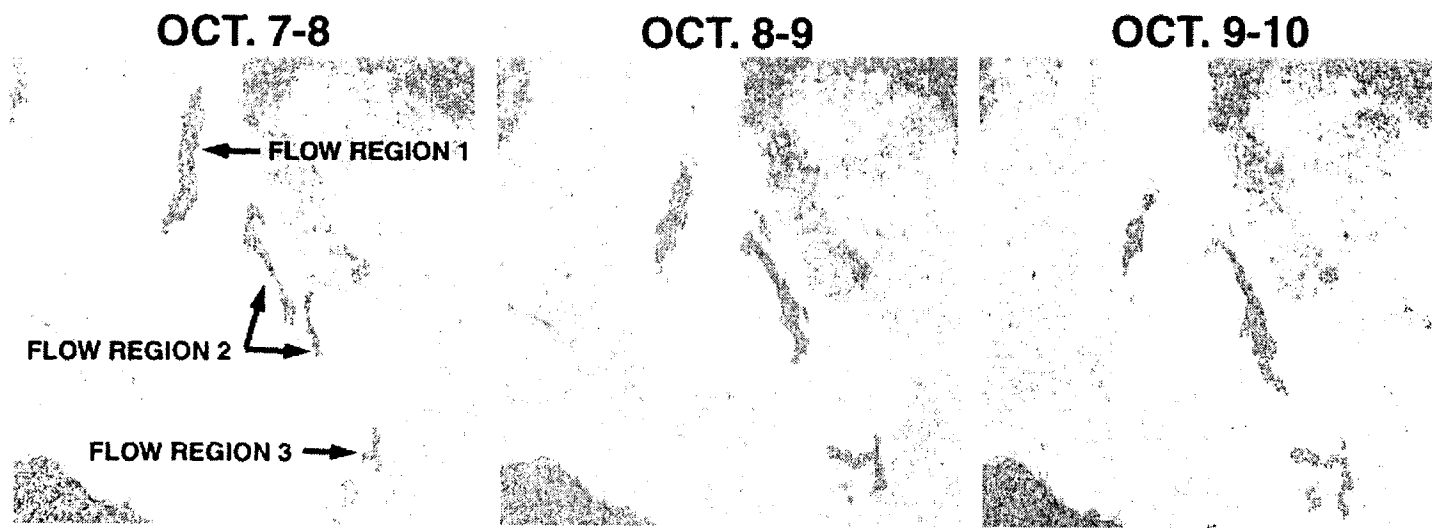 OCT. 7-8
OCT. 8-9
OCT. 9-10
FLOW REGION 1
FLOW REGION 2
FLOW REGION 3